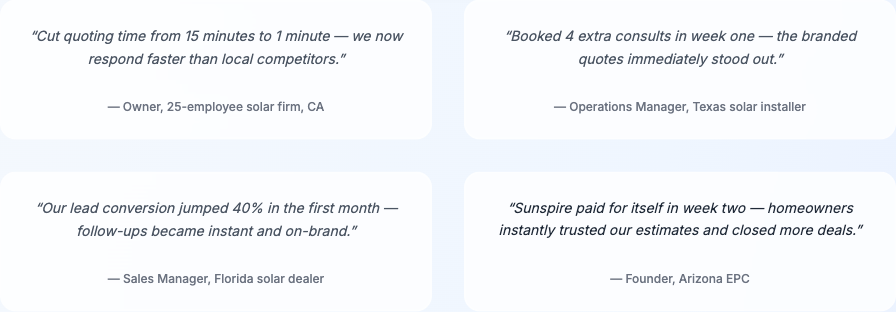 “Cut quoting time from 15 minutes to 1 minute — we now
respond faster than local competitors.”
— Owner, 25-employee solar firm, CA
“Booked 4 extra consults in week one — the branded
quotes immediately stood out.”
— Operations Manager, Texas solar installer
“Our lead conversion jumped 40% in the first month —
follow-ups became instant and on-brand.”
— Sales Manager, Florida solar dealer
“Sunspire paid for itself in week two — homeowners
instantly trusted our estimates and closed more deals.”
— Founder, Arizona EPC